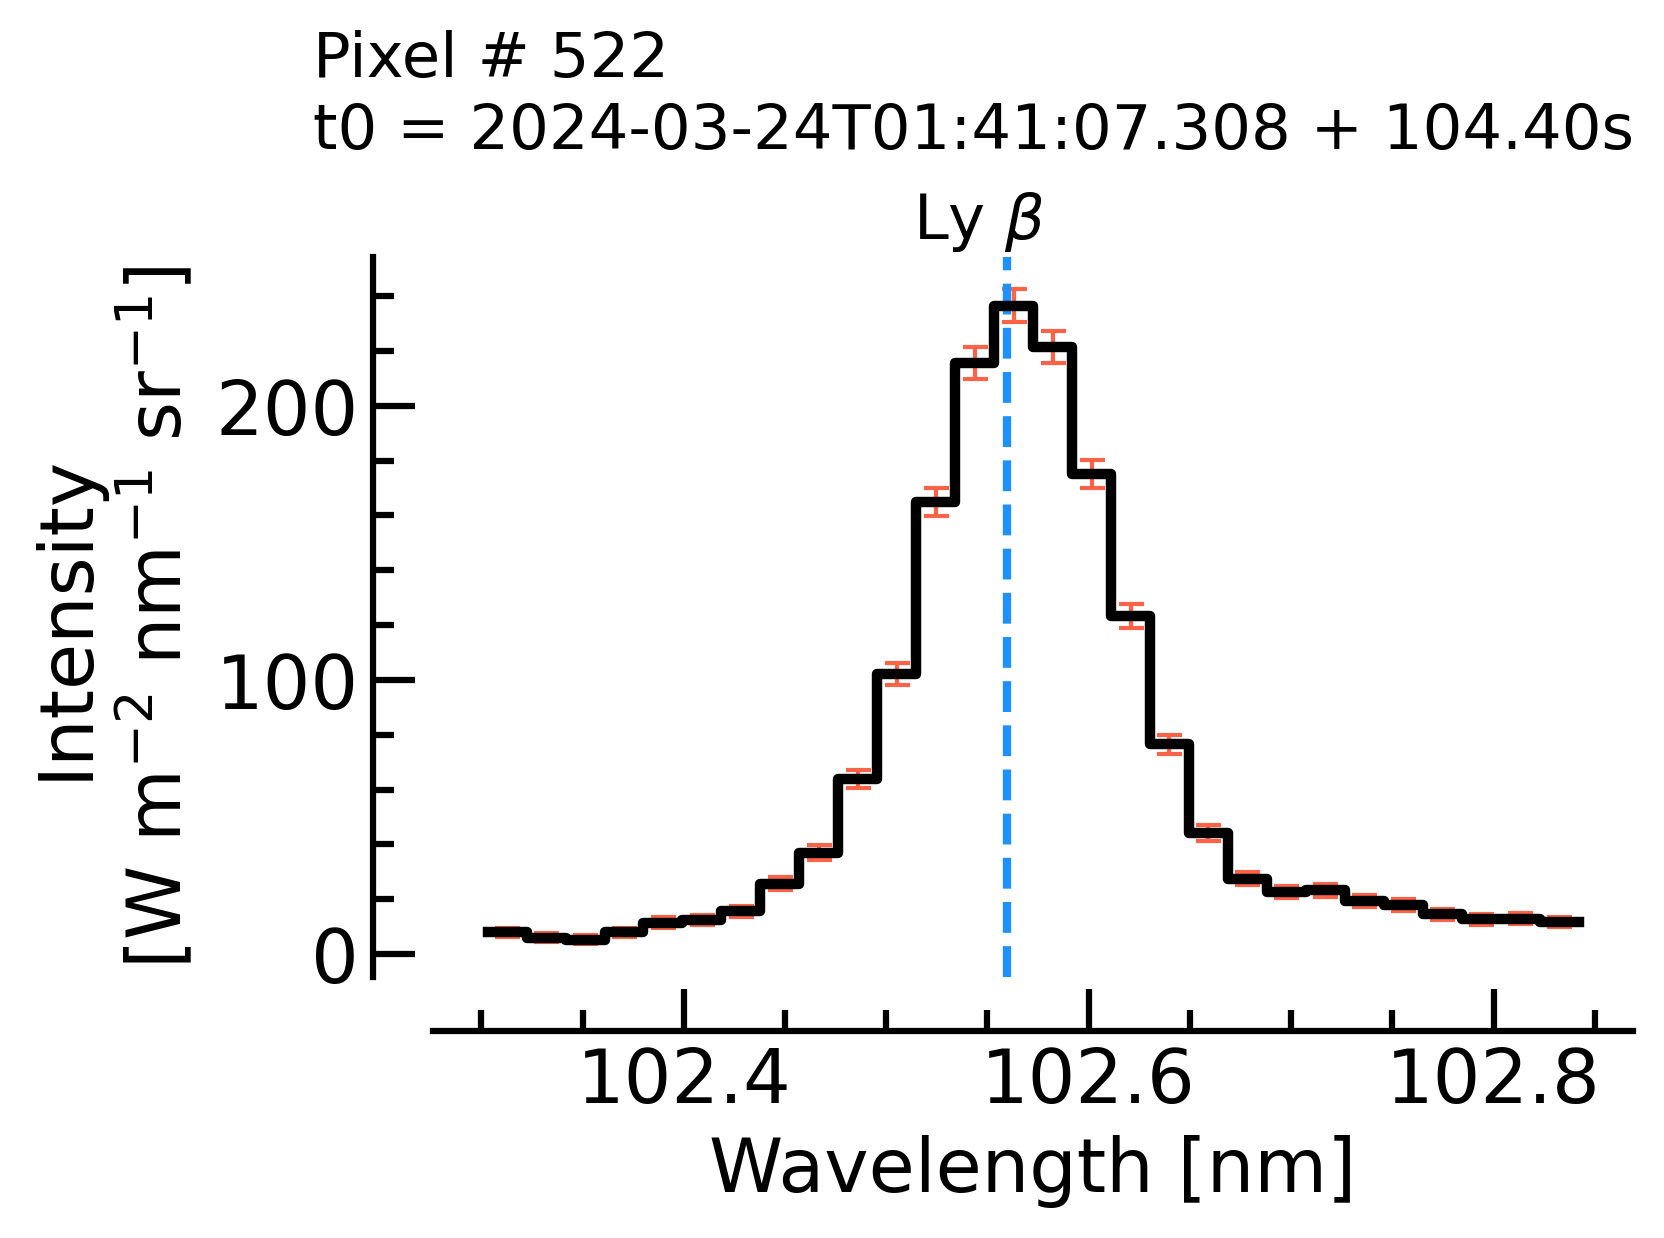 Pixel # 522
t0 = 2024-03-24T01:41:07.308 + 104.40s
Ly β
Intensity
[W m⁻² nm⁻¹ sr⁻¹]
200
100
0
102.4 102.6 102.8
Wavelength [nm]